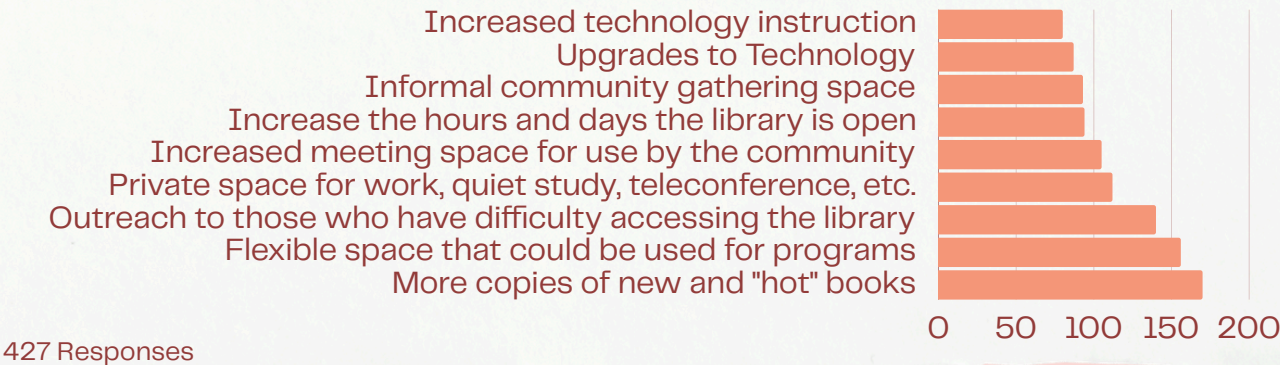 Increased technology instruction
Upgrades to Technology
Informal community gathering space
Increase the hours and days the library is open
Increased meeting space for use by the community
Private space for work, quiet study, teleconference, etc.
Outreach to those who have difficulty accessing the library
Flexible space that could be used for programs
More copies of new and "hot" books
0 50 100 150 200
427 Responses